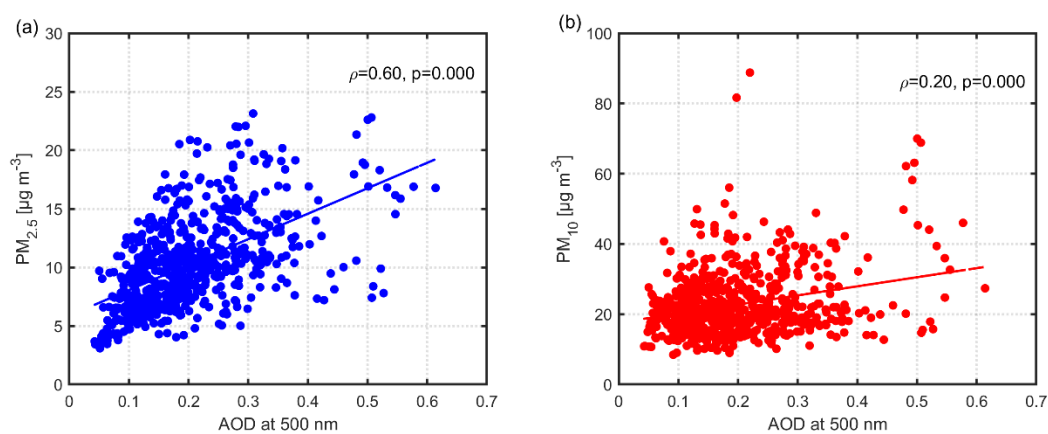 (a)
30
25
20
15
10
5
0
PM2.5 [µg m-3]
ρ=0.60, p=0.000
0 0.1 0.2 0.3 0.4 0.5 0.6 0.7
AOD at 500 nm
(b)
100
80
60
40
20
0
PM10 [µg m-3]
ρ=0.20, p=0.000
0 0.1 0.2 0.3 0.4 0.5 0.6 0.7
AOD at 500 nm